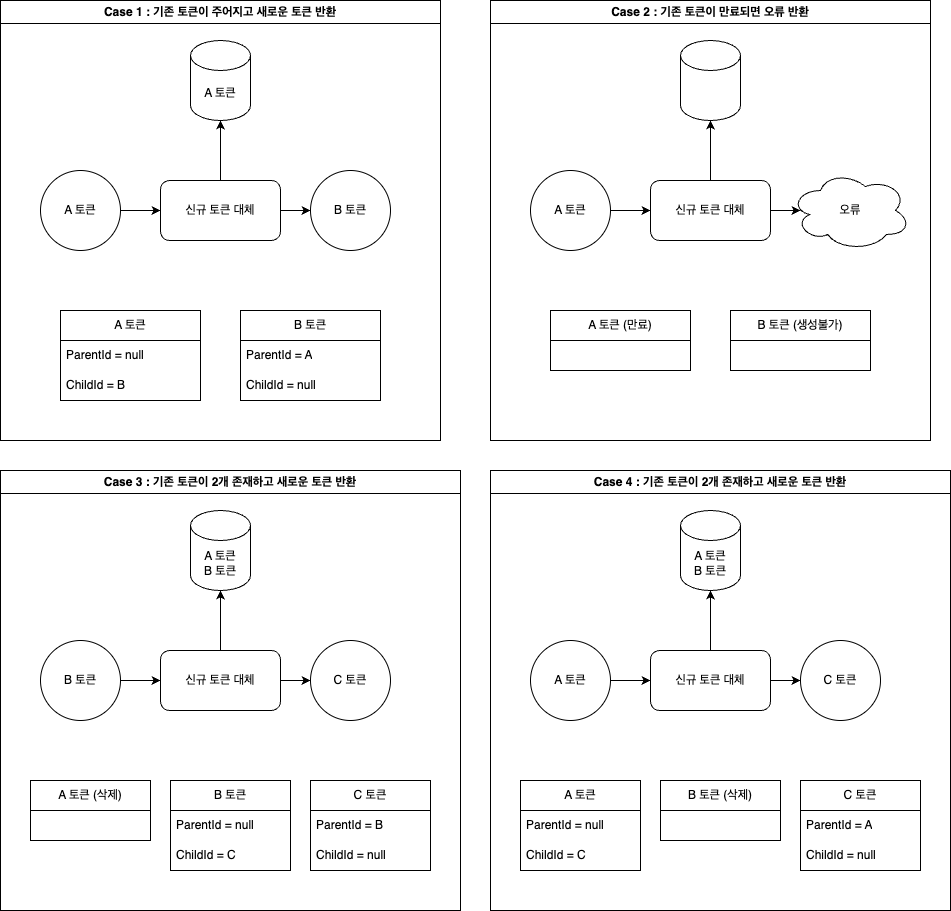 Case 1 : 기존 토큰이 주어지고 새로운 토큰 반환
A 토큰
A 토큰
신규 토큰 대체
B 토큰
A 토큰
ParentId = null
ChildId = B
B 토큰
ParentId = A
ChildId = null
Case 2 : 기존 토큰이 만료되면 오류 반환
A 토큰
신규 토큰 대체
오류
A 토큰 (만료)
B 토큰 (생성불가)
Case 3 : 기존 토큰이 2개 존재하고 새로운 토큰 반환
A 토큰
B 토큰
B 토큰
신규 토큰 대체
C 토큰
A 토큰 (삭제)
B 토큰
ParentId = null
ChildId = C
C 토큰
ParentId = B
ChildId = null
Case 4 : 기존 토큰이 2개 존재하고 새로운 토큰 반환
A 토큰
B 토큰
A 토큰
신규 토큰 대체
C 토큰
A 토큰
ParentId = null
ChildId = C
B 토큰 (삭제)
C 토큰
ParentId = A
ChildId = null